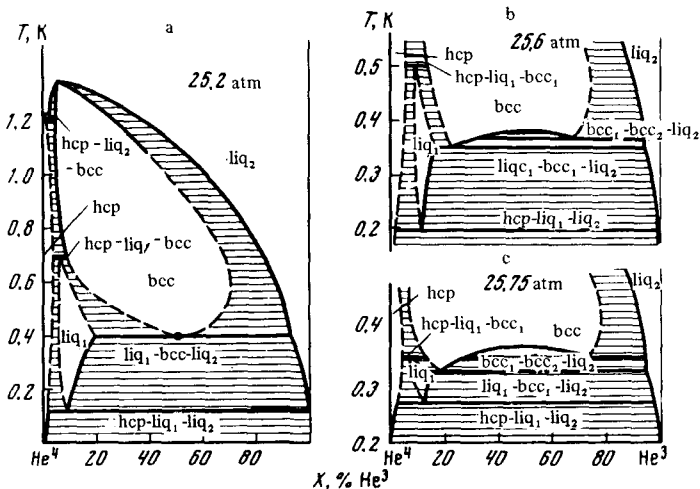 T, K
a
25,2 atm
1.2
hcp-liq2
-bcc
liq2
1.0
hcp
0.8
hcp-liq,-bcc
0.6
bcc
liq1
0.4
liq1-bcc-liq2
0.2
hcp-liq1-liq2
He4
20
40
60
80
T, K
b
25,6 atm
hcp
liq2
0.5
hcp-liq1-bcc1
bcc
0.4
bcc1-bcc2-liq2
liq1
0.3
liqc1-bcc1-liq2
hcp-liq1-liq2
0.2
c
hcp
25,75 atm
liq2
0,4
hcp-liq1-bcc1
bcc
bcc1-bcc2-liq2
liq1
0.3
liq1-bcc1-liq2
hcp-liq1-liq2
0.2
He4
20
40
60
80
He3
X, % He3